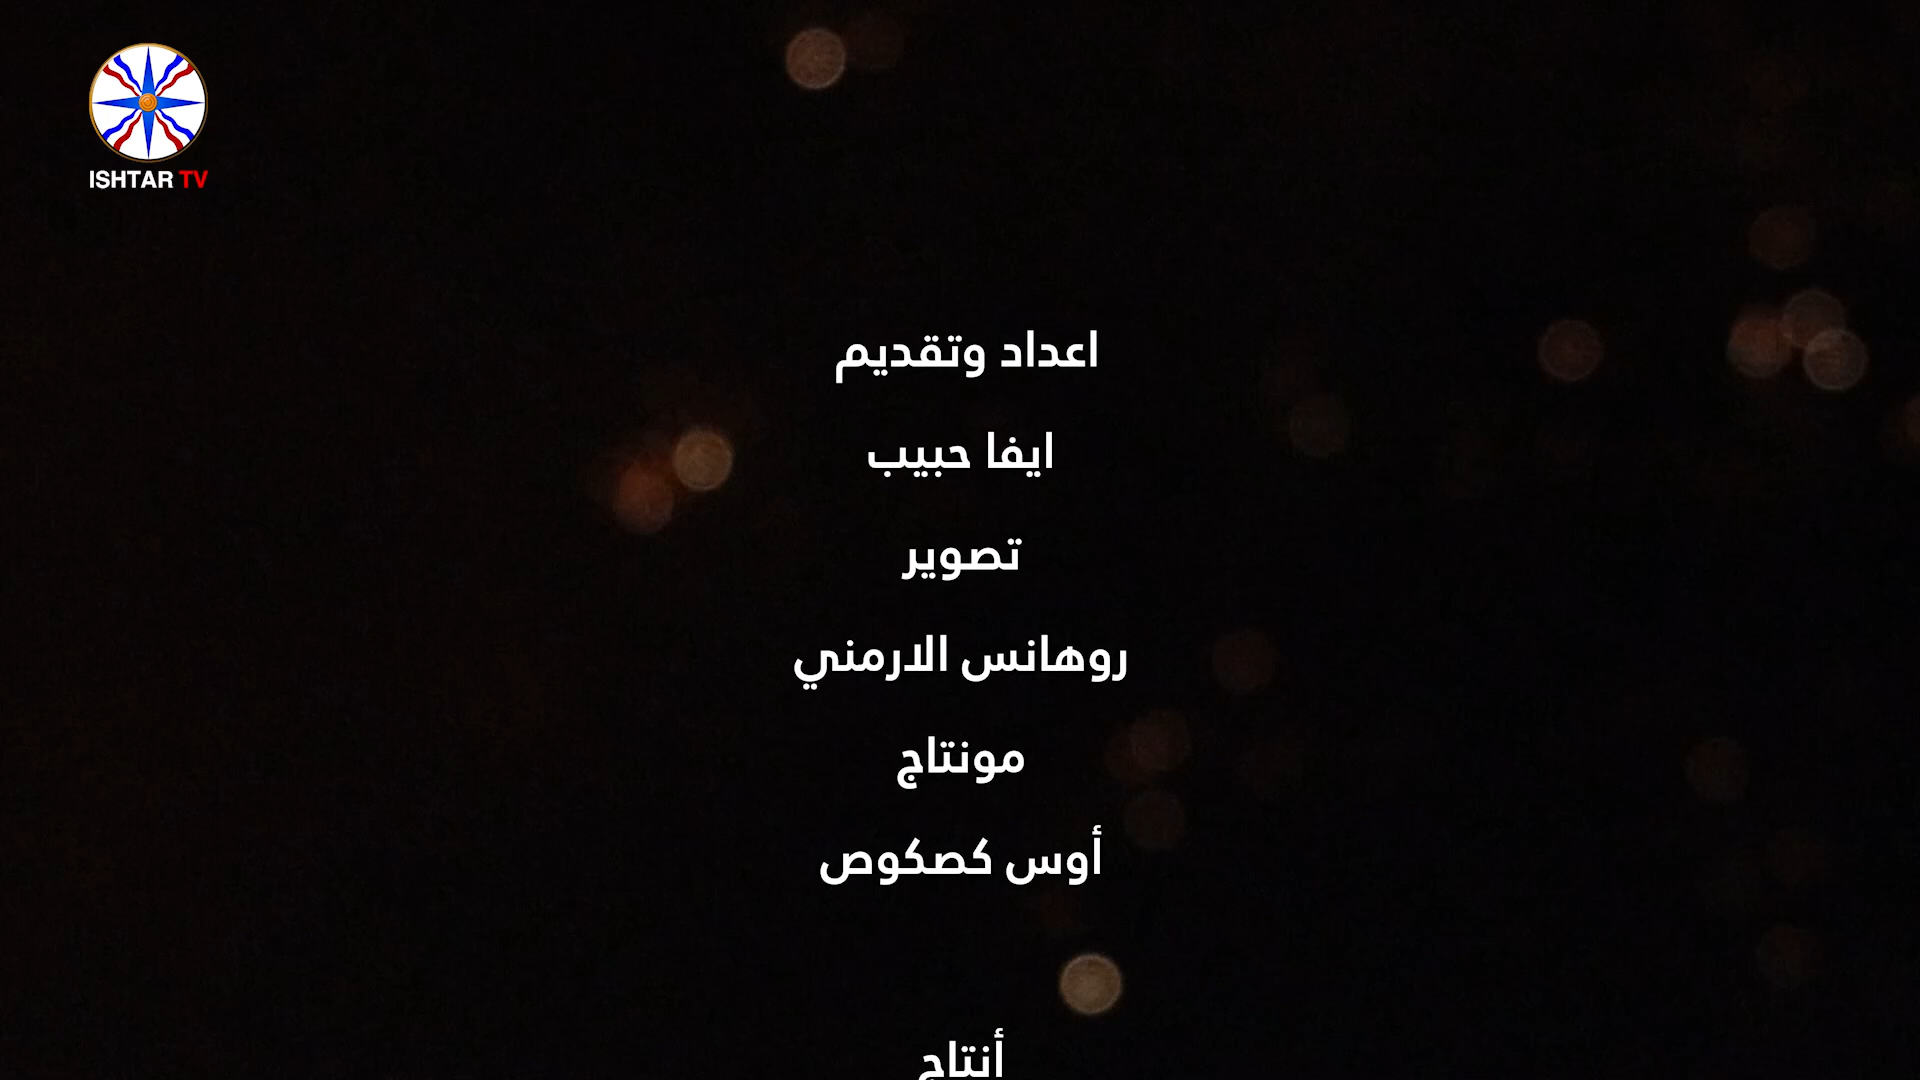 ISHTAR TV
اعداد وتقديم
ايفا حبيب
تصوير
روهانس الارمني
مونتاج
أوس كصكوص
أنتاج